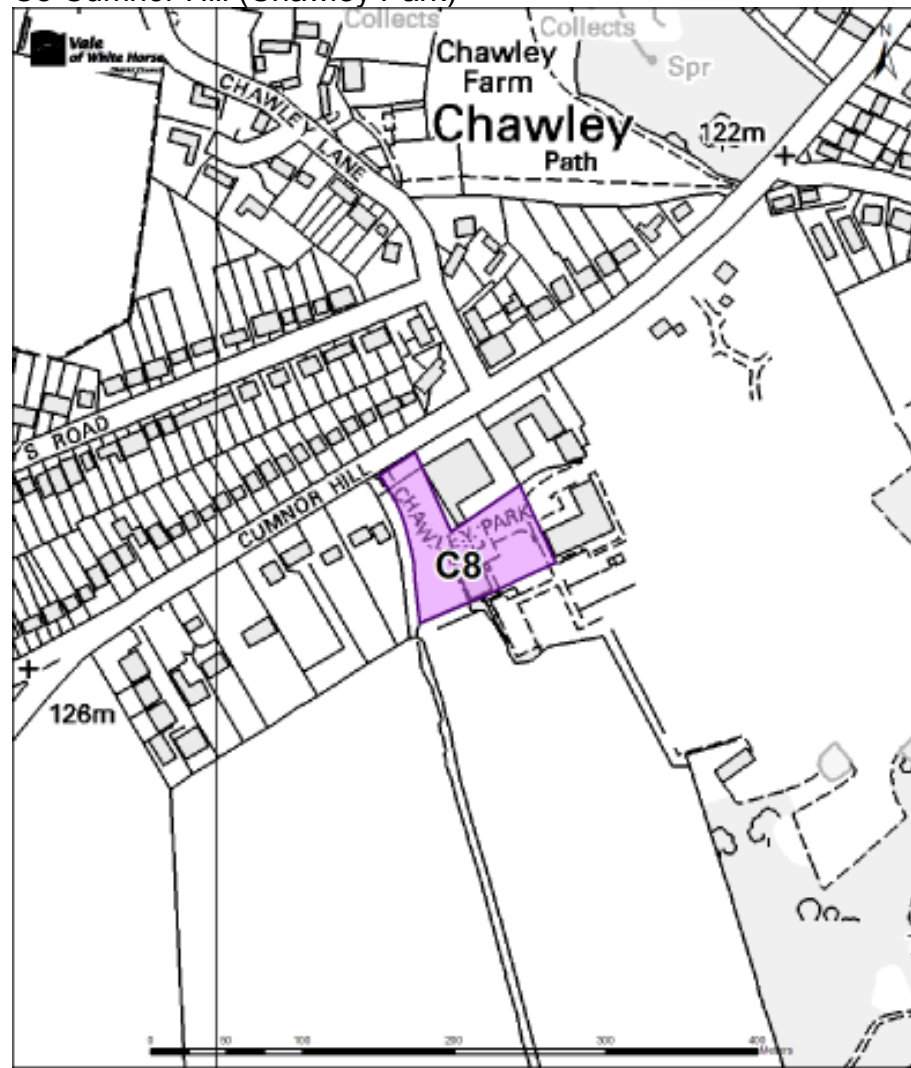 C8 Cumnor Hill (Chawley Park)
Vale
of White Horse
Collects
Collects
Spr
N
Chawley
Farm
Chawley
Path
122m
CHAWLEY LANE
'S ROAD
CUMNOR HILL
CHAWLEY PARK
C8
126m
0 50 100 200 300 400
Meters